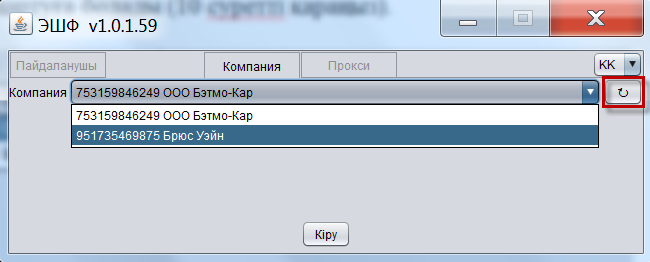 ЭШФ v1.0.1.59
Пайдаланушы Компания Прокси KK
Компания 753159846249 ООО Бэтмо-Кар
753159846249 ООО Бэтмо-Кар
951735469875 Брюс Уэйн
Кіру